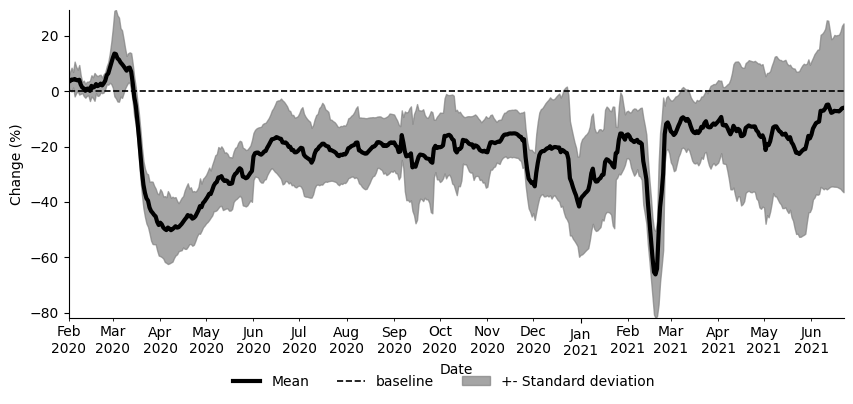 Change (%)
20
0
−20
−40
−60
−80
Feb Mar Apr May Jun Jul Aug Sep Oct Nov Dec Jan Feb Mar Apr May Jun
2020 2020 2020 2020 2020 2020 2020 2020 2020 2020 2020 2021 2021 2021 2021 2021 2021
Date
Mean baseline +- Standard deviation